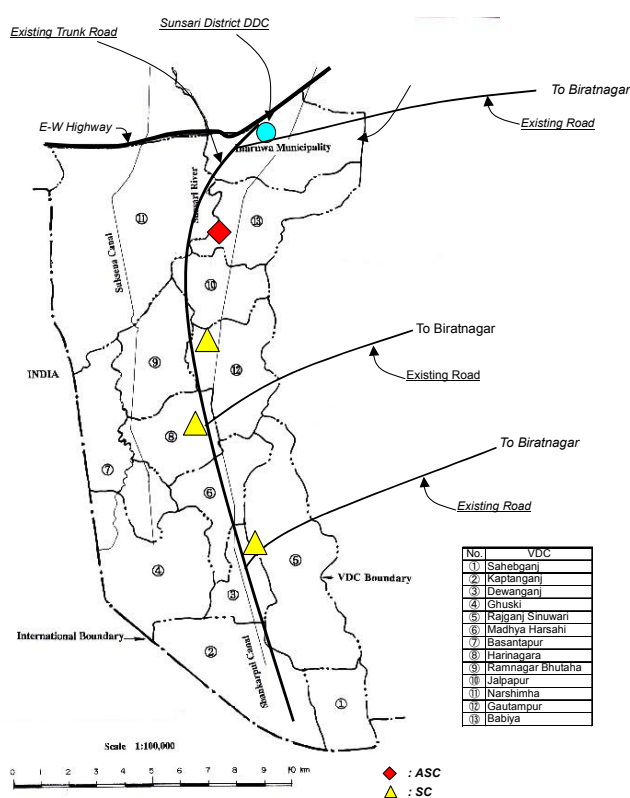 Sunsari District DDC
Existing Trunk Road
To Biratnagar
Existing Road
E-W Highway
Inaruwa Municipality
Sunsari River
⑪
⑬
Suksena Canal
⑩
To Biratnagar
⑨
⑫
INDIA
Existing Road
⑧
To Biratnagar
⑦
⑥
Existing Road
⑤
④
VDC Boundary
③
International Boundary
②
Shankarpur Canal
①
No. VDC
① Sahebganj
② Kaptanganj
③ Dewanganj
④ Ghuski
⑤ Rajganj Sinuwari
⑥ Madhya Harsahi
⑦ Basantapur
⑧ Harinagara
⑨ Ramnagar Bhutaha
⑩ Jalpapur
⑪ Narshimha
⑫ Gautampur
⑬ Babiya
Scale 1:100,000
0 1 2 3 4 5 6 7 8 9 10 km
: ASC
: SC